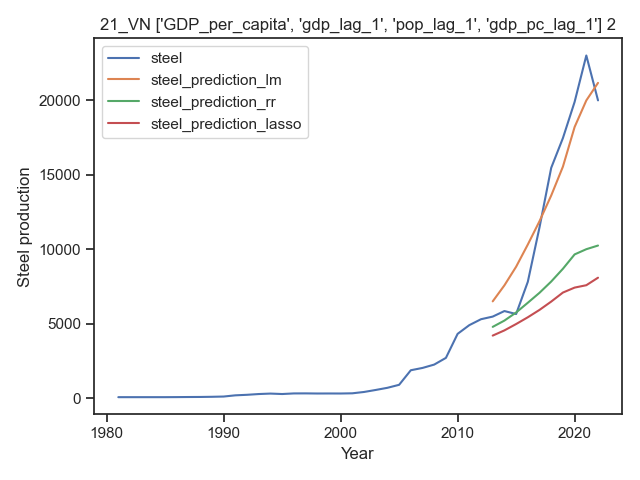 21_VN ['GDP_per_capita', 'gdp_lag_1', 'pop_lag_1', 'gdp_pc_lag_1'] 2
steel
steel_prediction_lm
steel_prediction_rr
steel_prediction_lasso
Steel production
20000
15000
10000
5000
0
1980 1990 2000 2010 2020
Year